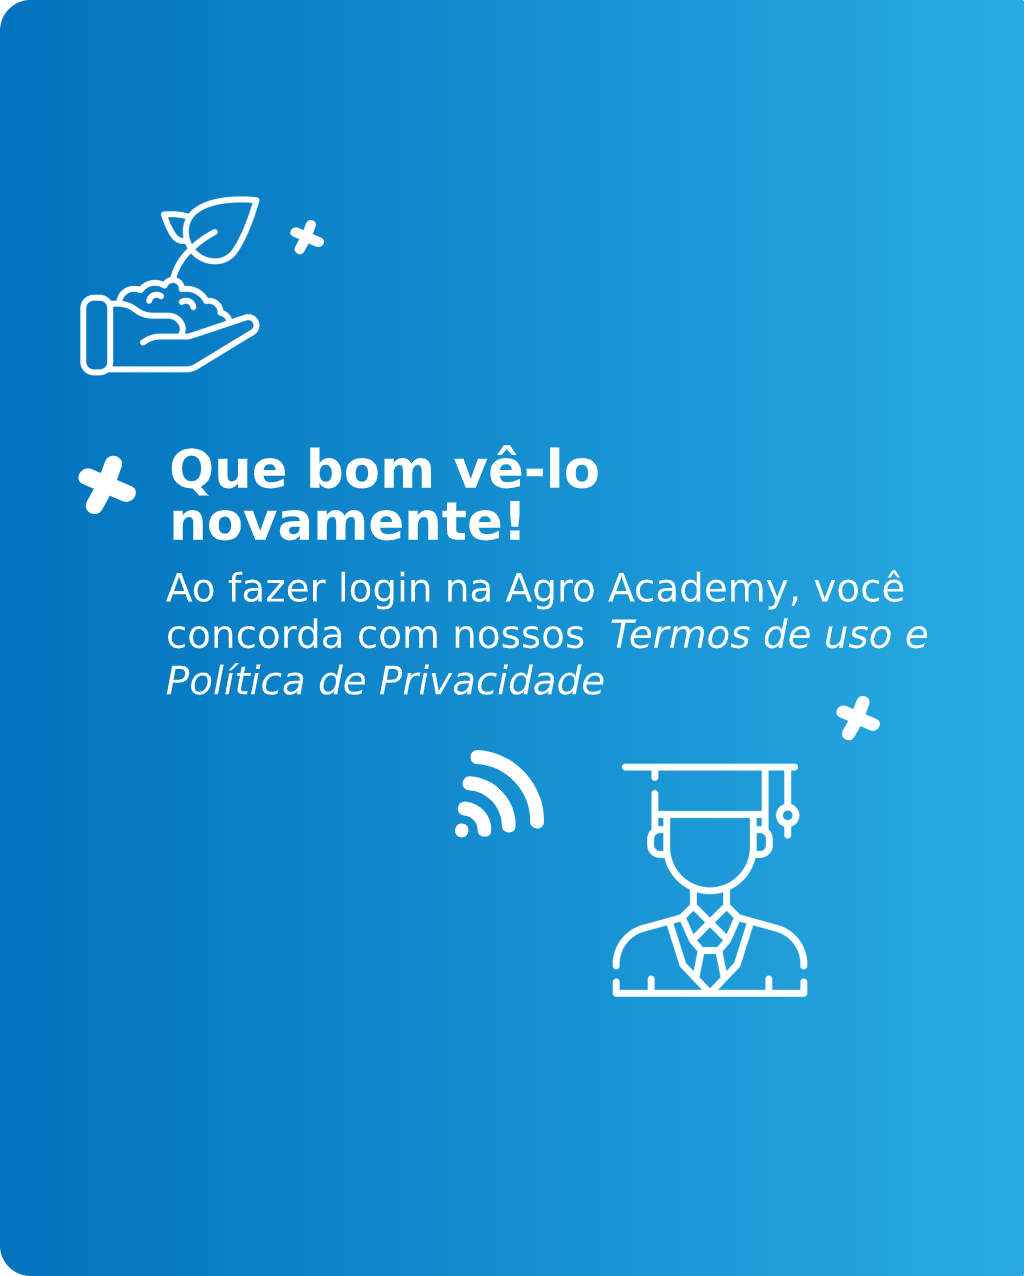 Que bom vê-lo
novamente!
Ao fazer login na Agro Academy, você
concorda com nossos Termos de uso e
Política de Privacidade